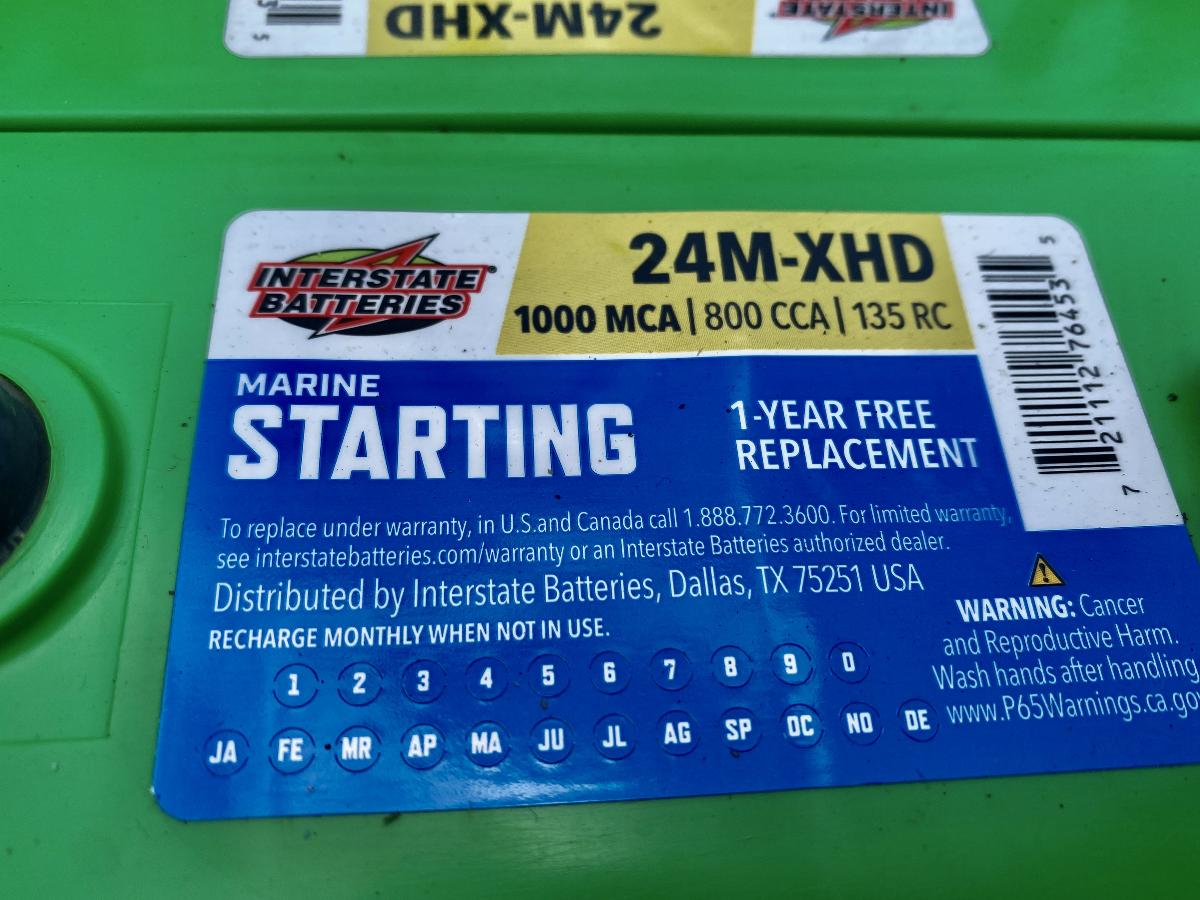 24M-XHD
INTERSTATE
5
INTERSTATE
BATTERIES
24M-XHD
1000 MCA | 800 CCA | 135 RC
5
7 21112 76453
MARINE
STARTING
1-YEAR FREE
REPLACEMENT
To replace under warranty, in U.S.and Canada call 1.888.772.3600. For limited warranty,
see interstatebatteries.com/warranty or an Interstate Batteries authorized dealer.
Distributed by Interstate Batteries, Dallas, TX 75251 USA
RECHARGE MONTHLY WHEN NOT IN USE.
1 2 3 4 5 6 7 8 9 0
JA FE MR AP MA JU JL AG SP OC NO DE
WARNING: Cancer
and Reproductive Harm.
Wash hands after handling
www.P65Warnings.ca.gov